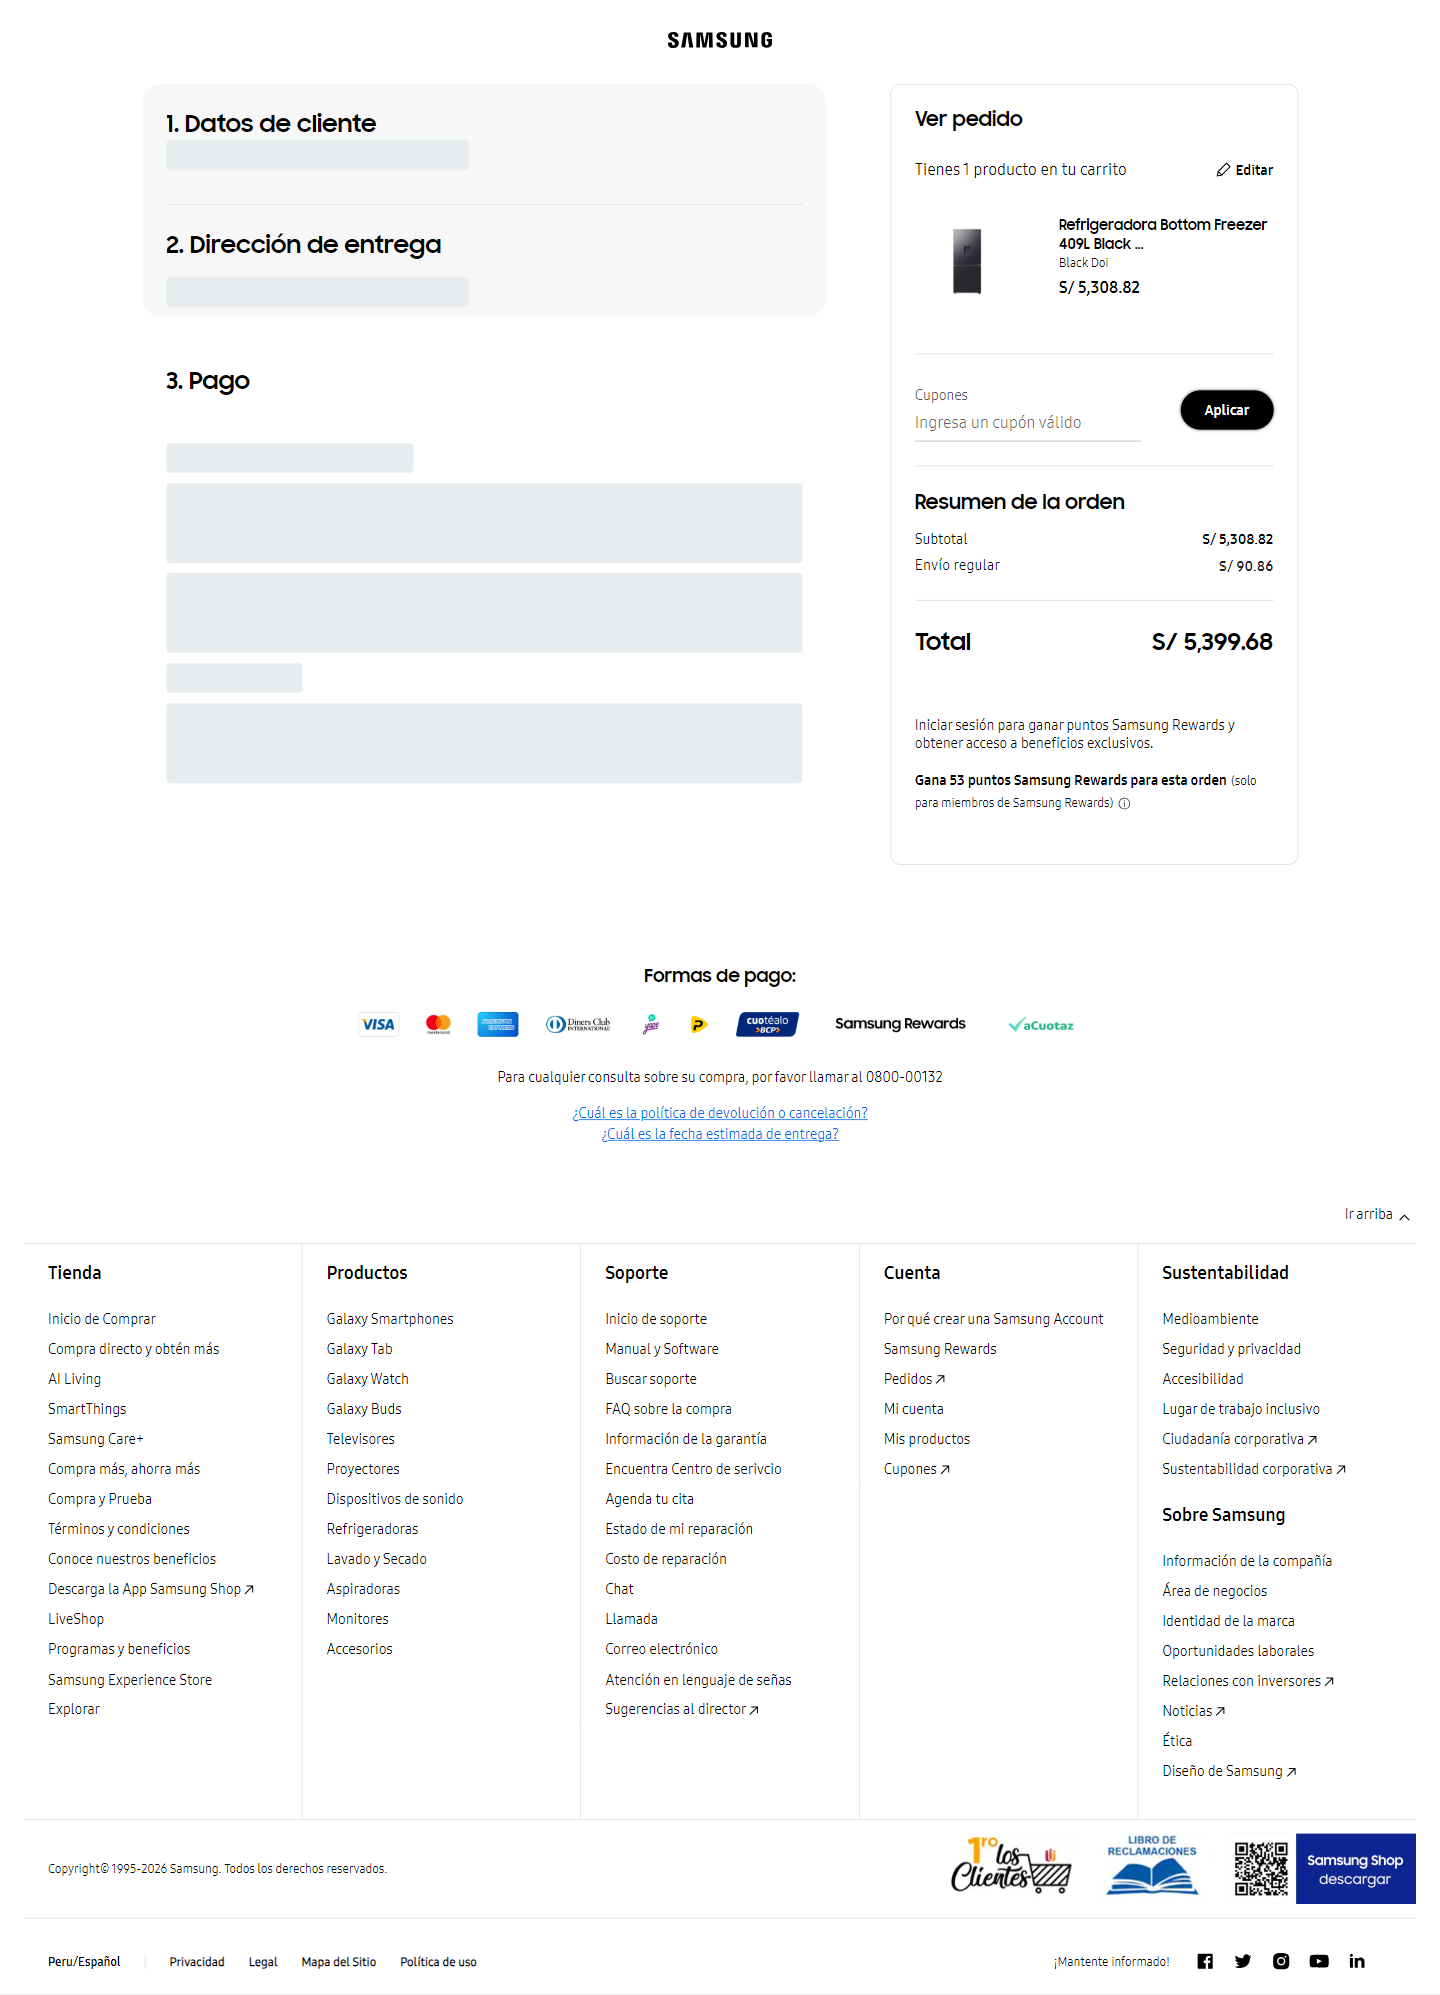 SAMSUNG
1. Datos de cliente
2. Dirección de entrega
3. Pago
Ver pedido
Tienes 1 producto en tu carrito
Editar
Refrigeradora Bottom Freezer
409L Black ...
Black Doi
S/ 5,308.82
Cupones
Ingresa un cupón válido
Aplicar
Resumen de la orden
Subtotal S/ 5,308.82
Envío regular S/ 90.86
Total S/ 5,399.68
Iniciar sesión para ganar puntos Samsung Rewards y
obtener acceso a beneficios exclusivos.
Gana 53 puntos Samsung Rewards para esta orden (solo
para miembros de Samsung Rewards)
Formas de pago:
VISA mastercard AMERICAN EXPRESS Diners Club INTERNATIONAL yape P cuotéalo BCP Samsung Rewards aCuotaz
Para cualquier consulta sobre su compra, por favor llamar al 0800-00132
¿Cuál es la política de devolución o cancelación?
¿Cuál es la fecha estimada de entrega?
Ir arriba
Tienda
Inicio de Comprar
Compra directo y obtén más
AI Living
SmartThings
Samsung Care+
Compra más, ahorra más
Compra y Prueba
Términos y condiciones
Conoce nuestros beneficios
Descarga la App Samsung Shop
LiveShop
Programas y beneficios
Samsung Experience Store
Explorar
Productos
Galaxy Smartphones
Galaxy Tab
Galaxy Watch
Galaxy Buds
Televisores
Proyectores
Dispositivos de sonido
Refrigeradoras
Lavado y Secado
Aspiradoras
Monitores
Accesorios
Soporte
Inicio de soporte
Manual y Software
Buscar soporte
FAQ sobre la compra
Información de la garantía
Encuentra Centro de serivcio
Agenda tu cita
Estado de mi reparación
Costo de reparación
Chat
Llamada
Correo electrónico
Atención en lenguaje de señas
Sugerencias al director
Cuenta
Por qué crear una Samsung Account
Samsung Rewards
Pedidos
Mi cuenta
Mis productos
Cupones
Sustentabilidad
Medioambiente
Seguridad y privacidad
Accesibilidad
Lugar de trabajo inclusivo
Ciudadanía corporativa
Sustentabilidad corporativa
Sobre Samsung
Información de la compañía
Área de negocios
Identidad de la marca
Oportunidades laborales
Relaciones con inversores
Noticias
Ética
Diseño de Samsung
Copyright© 1995-2026 Samsung. Todos los derechos reservados.
1ro los Clientes
LIBRO DE
RECLAMACIONES
Samsung Shop
descargar
Peru/Español
Privacidad
Legal
Mapa del Sitio
Política de uso
¡Mantente informado!